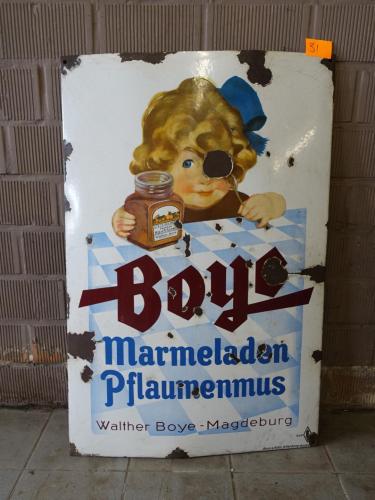 31
Boye
Marmeladen
Pflaumenmus
Walther Boye-Magdeburg